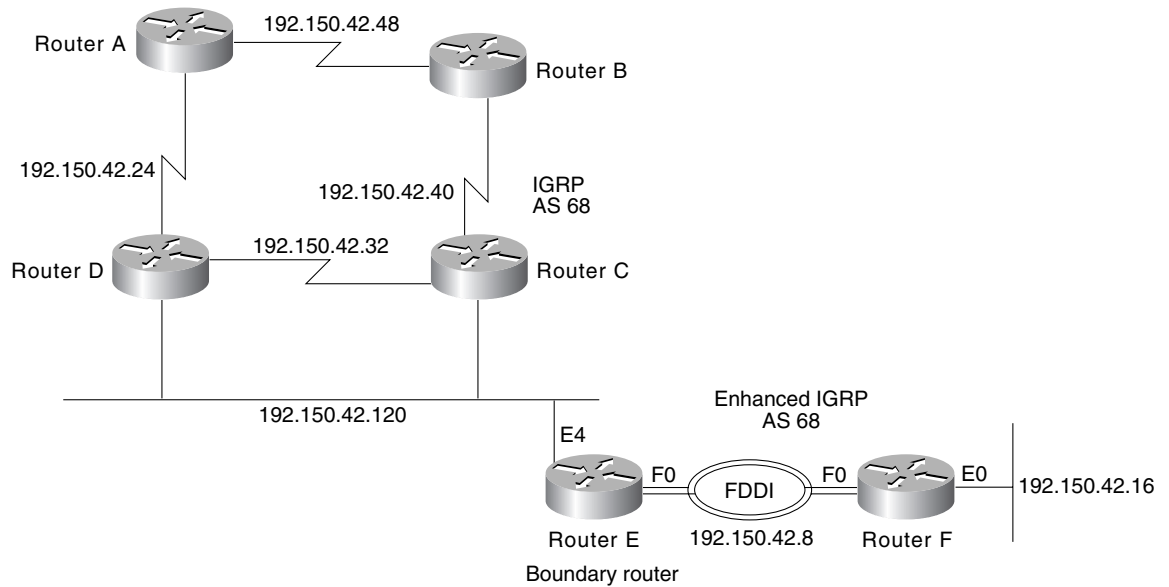 192.150.42.48
Router A
Router B
192.150.42.24
192.150.42.40
IGRP
AS 68
192.150.42.32
Router D
Router C
192.150.42.120
Enhanced IGRP
AS 68
E4
F0
FDDI
F0
E0
192.150.42.16
Router E
192.150.42.8
Router F
Boundary router